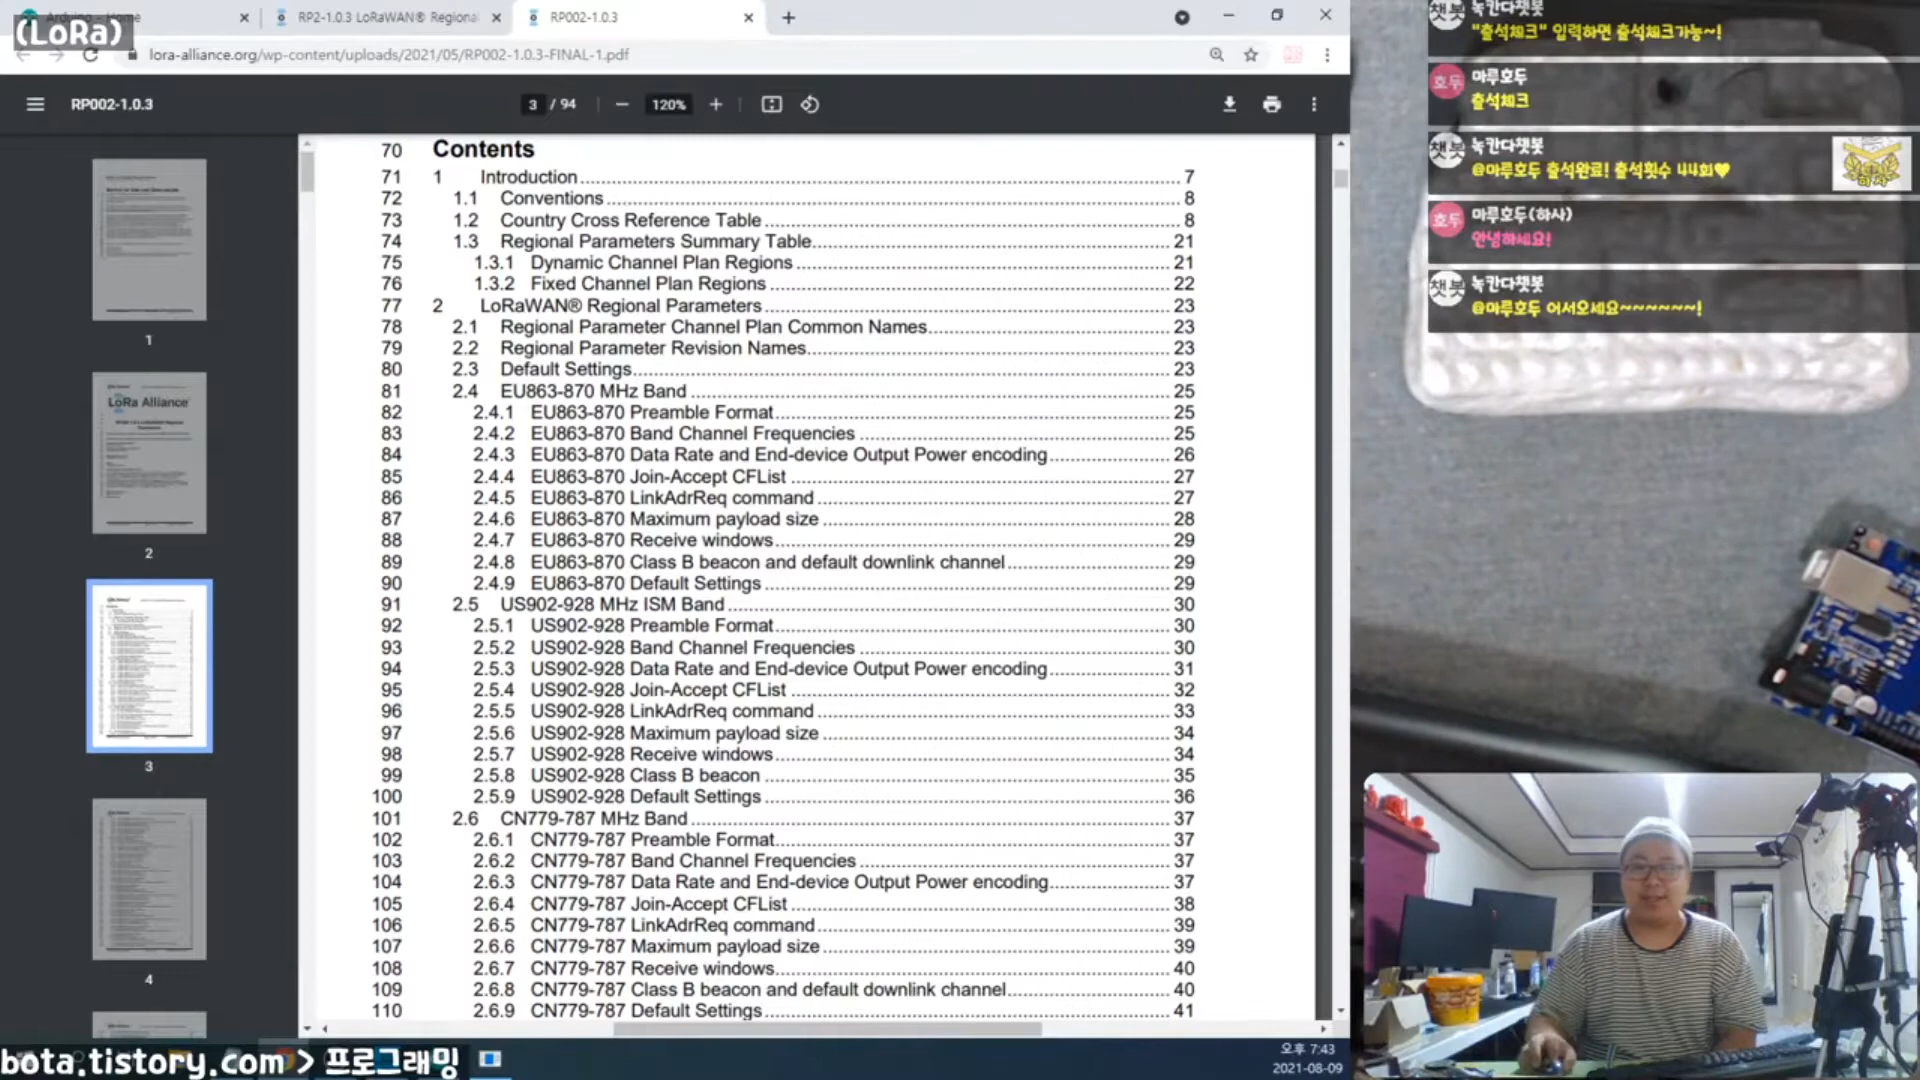 (LoRa)
Arduino - Home
RP2-1.0.3 LoRaWAN® Regional
RP002-1.0.3
lora-alliance.org/wp-content/uploads/2021/05/RP002-1.0.3-FINAL-1.pdf
RP002-1.0.3
3 / 94
120%
70 Contents
71 1 Introduction 7
72 1.1 Conventions 8
73 1.2 Country Cross Reference Table 8
74 1.3 Regional Parameters Summary Table 21
75 1.3.1 Dynamic Channel Plan Regions 21
76 1.3.2 Fixed Channel Plan Regions 22
77 2 LoRaWAN® Regional Parameters 23
78 2.1 Regional Parameter Channel Plan Common Names 23
79 2.2 Regional Parameter Revision Names 23
80 2.3 Default Settings 23
81 2.4 EU863-870 MHz Band 25
82 2.4.1 EU863-870 Preamble Format 25
83 2.4.2 EU863-870 Band Channel Frequencies 25
84 2.4.3 EU863-870 Data Rate and End-device Output Power encoding 26
85 2.4.4 EU863-870 Join-Accept CFList 27
86 2.4.5 EU863-870 LinkAdrReq command 27
87 2.4.6 EU863-870 Maximum payload size 28
88 2.4.7 EU863-870 Receive windows 29
89 2.4.8 EU863-870 Class B beacon and default downlink channel 29
90 2.4.9 EU863-870 Default Settings 29
91 2.5 US902-928 MHz ISM Band 30
92 2.5.1 US902-928 Preamble Format 30
93 2.5.2 US902-928 Band Channel Frequencies 30
94 2.5.3 US902-928 Data Rate and End-device Output Power encoding 31
95 2.5.4 US902-928 Join-Accept CFList 32
96 2.5.5 US902-928 LinkAdrReq command 33
97 2.5.6 US902-928 Maximum payload size 34
98 2.5.7 US902-928 Receive windows 34
99 2.5.8 US902-928 Class B beacon 35
100 2.5.9 US902-928 Default Settings 36
101 2.6 CN779-787 MHz Band 37
102 2.6.1 CN779-787 Preamble Format 37
103 2.6.2 CN779-787 Band Channel Frequencies 37
104 2.6.3 CN779-787 Data Rate and End-device Output Power encoding 37
105 2.6.4 CN779-787 Join-Accept CFList 38
106 2.6.5 CN779-787 LinkAdrReq command 39
107 2.6.6 CN779-787 Maximum payload size 39
108 2.6.7 CN779-787 Receive windows 40
109 2.6.8 CN779-787 Class B beacon and default downlink channel 40
110 2.6.9 CN779-787 Default Settings 41
1
LoRa Alliance
2
3
4
챗봇 녹칸다챗봇
"출석체크" 입력하면 출석체크가능~!
호두 마루호두
출석체크
챗봇 녹칸다챗봇
@마루호두 출석완료! 출석횟수 44회♥
하사
호두 마루호두(하사)
안녕하세요!
챗봇 녹칸다챗봇
@마루호두 어서오세요~~~~~~!
bota.tistory.com > 프로그래밍
오후 7:43
2021-08-09